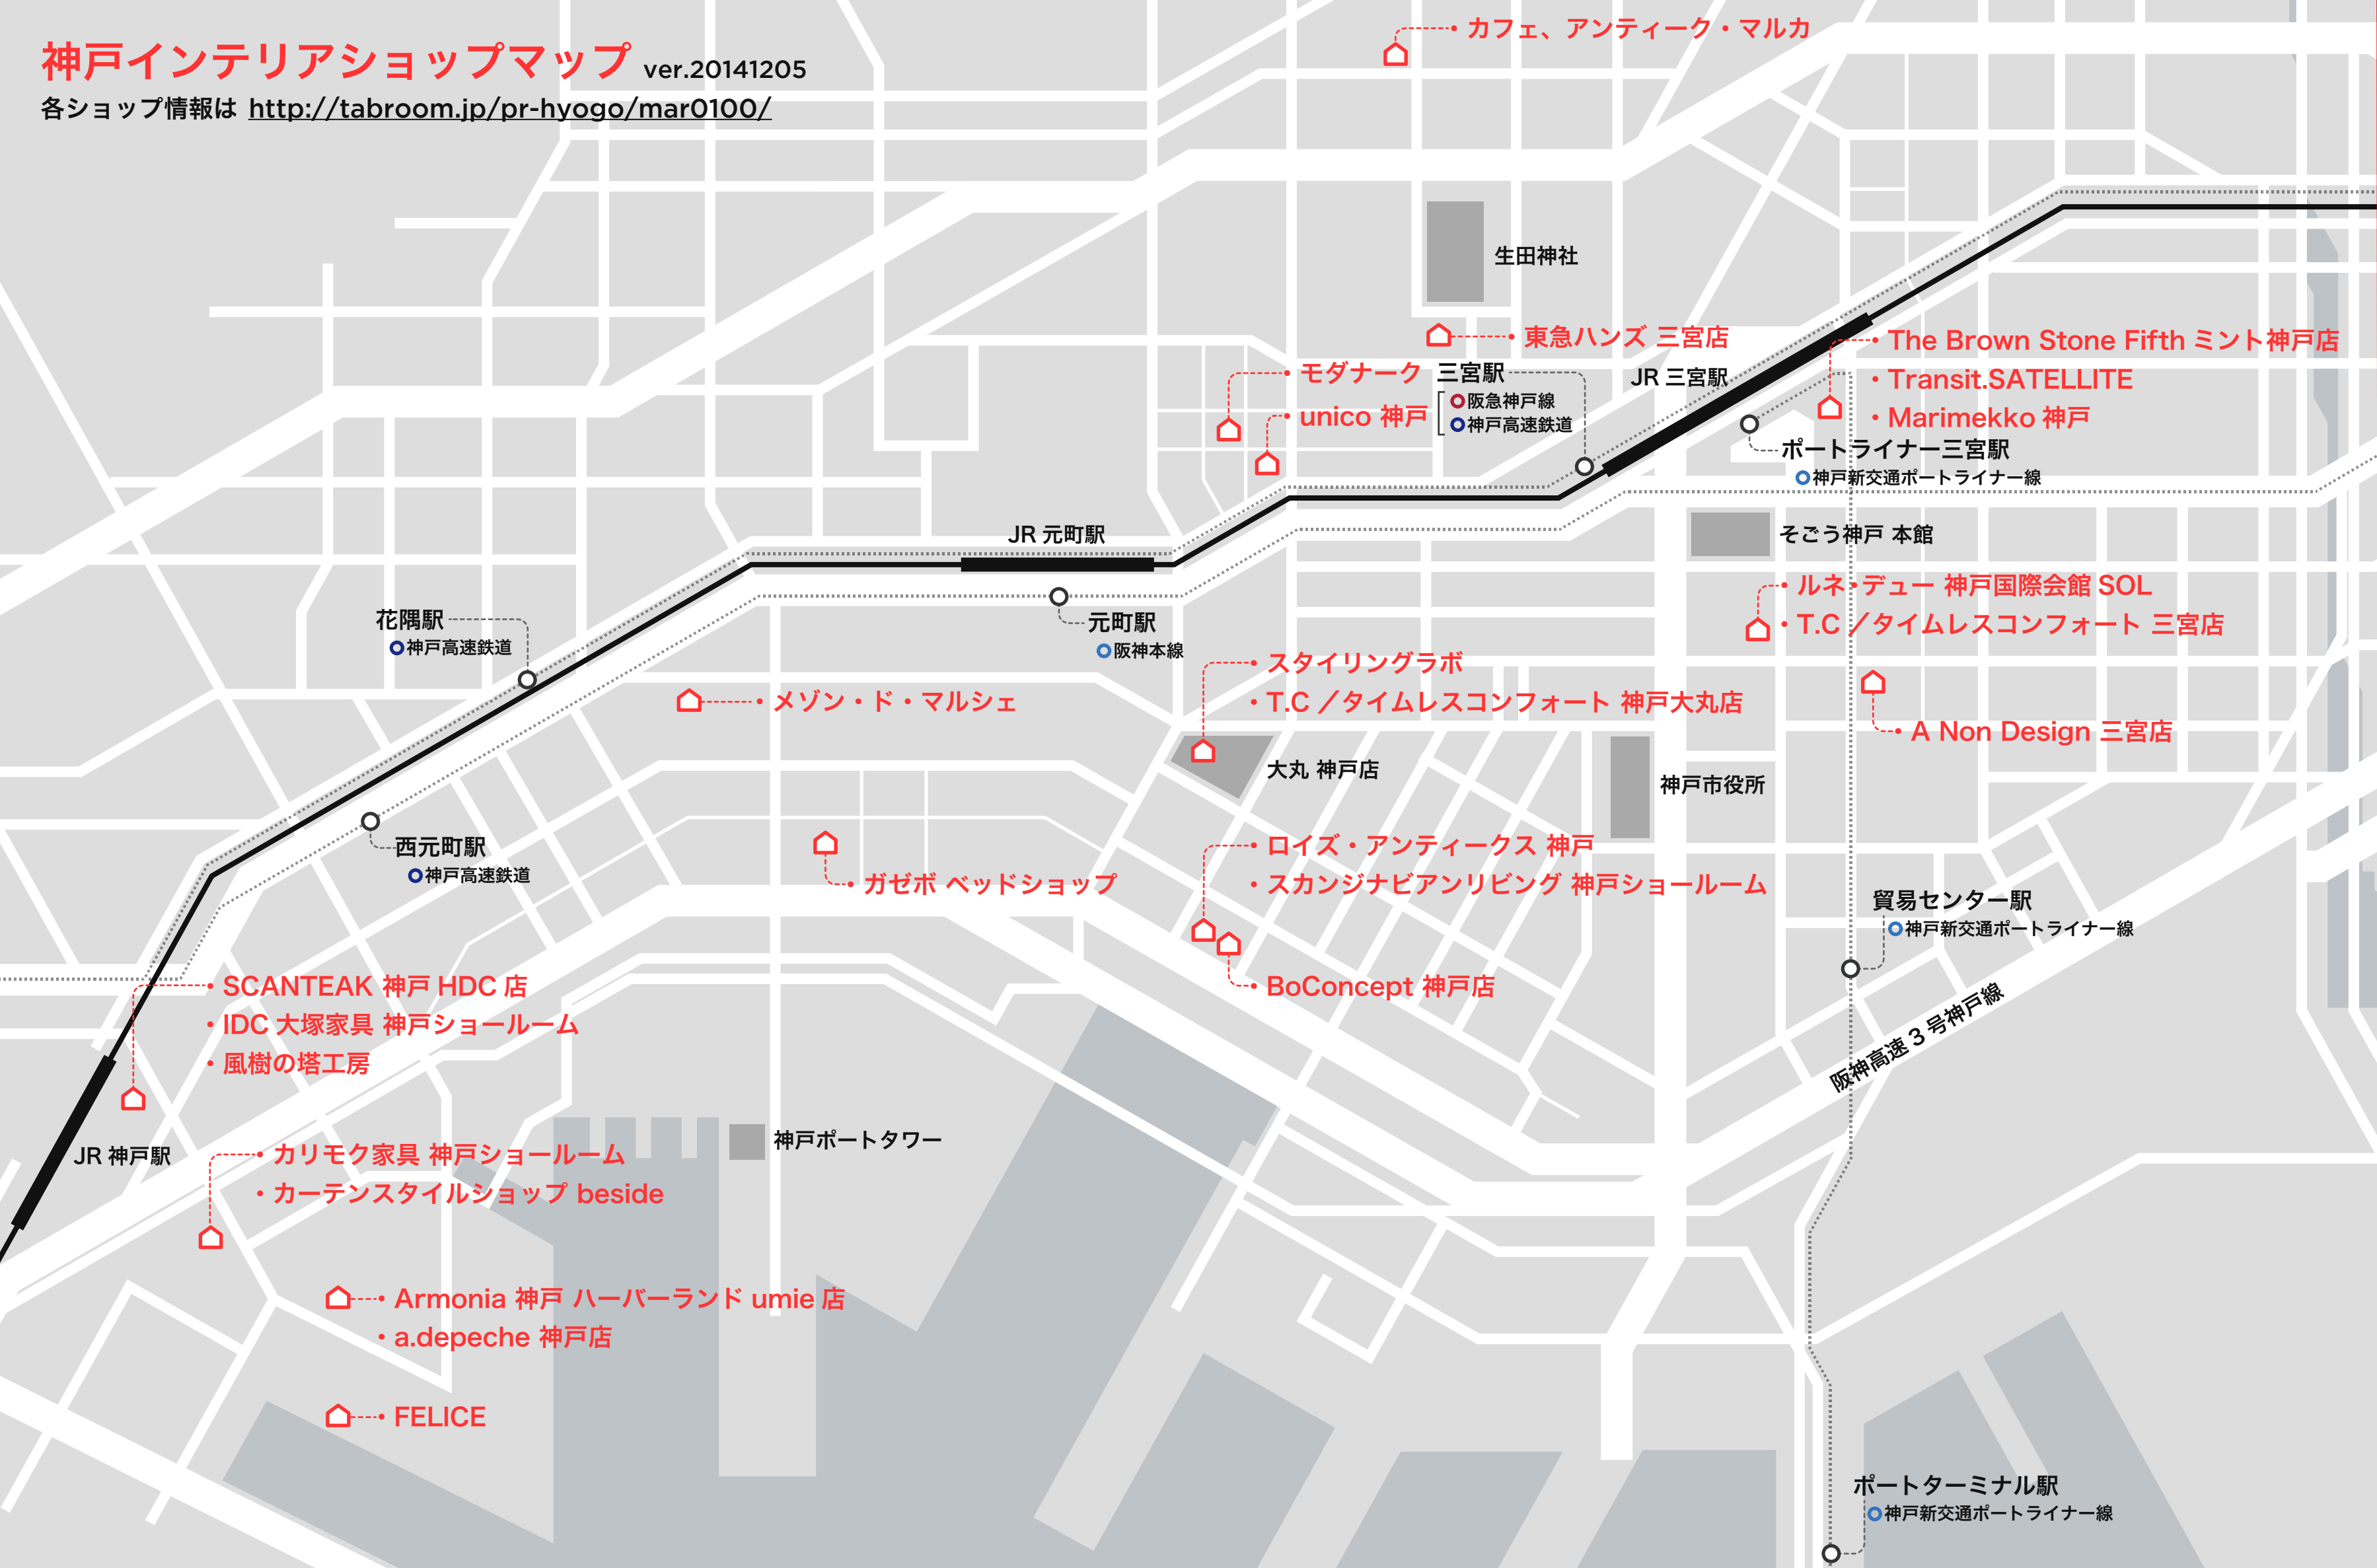 神戸インテリアショップマップ ver.20141205
各ショップ情報は http://tabroom.jp/pr-hyogo/mar0100/
・カフェ、アンティーク・マルカ
生田神社
・東急ハンズ 三宮店
・モダナーク
・unico 神戸
三宮駅
阪急神戸線
神戸高速鉄道
JR 三宮駅
・The Brown Stone Fifth ミント神戸店
・Transit.SATELLITE
・Marimekko 神戸
ポートライナー三宮駅
神戸新交通ポートライナー線
JR 元町駅
そごう神戸 本館
花隈駅
神戸高速鉄道
元町駅
阪神本線
・ルネ・デュー 神戸国際会館 SOL
・T.C／タイムレスコンフォート 三宮店
・スタイリングラボ
・T.C／タイムレスコンフォート 神戸大丸店
・メゾン・ド・マルシェ
・A Non Design 三宮店
大丸 神戸店
神戸市役所
西元町駅
神戸高速鉄道
・ロイズ・アンティークス 神戸
・スカンジナビアンリビング 神戸ショールーム
・ガゼボ ベッドショップ
貿易センター駅
神戸新交通ポートライナー線
・BoConcept 神戸店
・SCANTEAK 神戸 HDC 店
・IDC 大塚家具 神戸ショールーム
・風樹の塔工房
阪神高速 3 号神戸線
JR 神戸駅
神戸ポートタワー
・カリモク家具 神戸ショールーム
・カーテンスタイルショップ beside
・Armonia 神戸 ハーバーランド umie 店
・a.depeche 神戸店
・FELICE
ポートターミナル駅
神戸新交通ポートライナー線